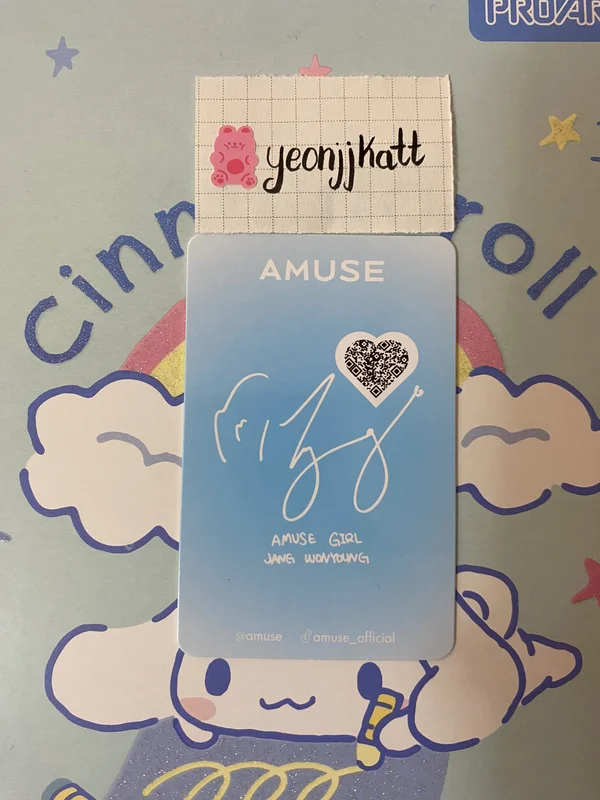 PROAR
yeonjjkatt
Cinn roll
AMUSE
AMUSE GIRL
JANG WONYOUNG
@amuse amuse_official